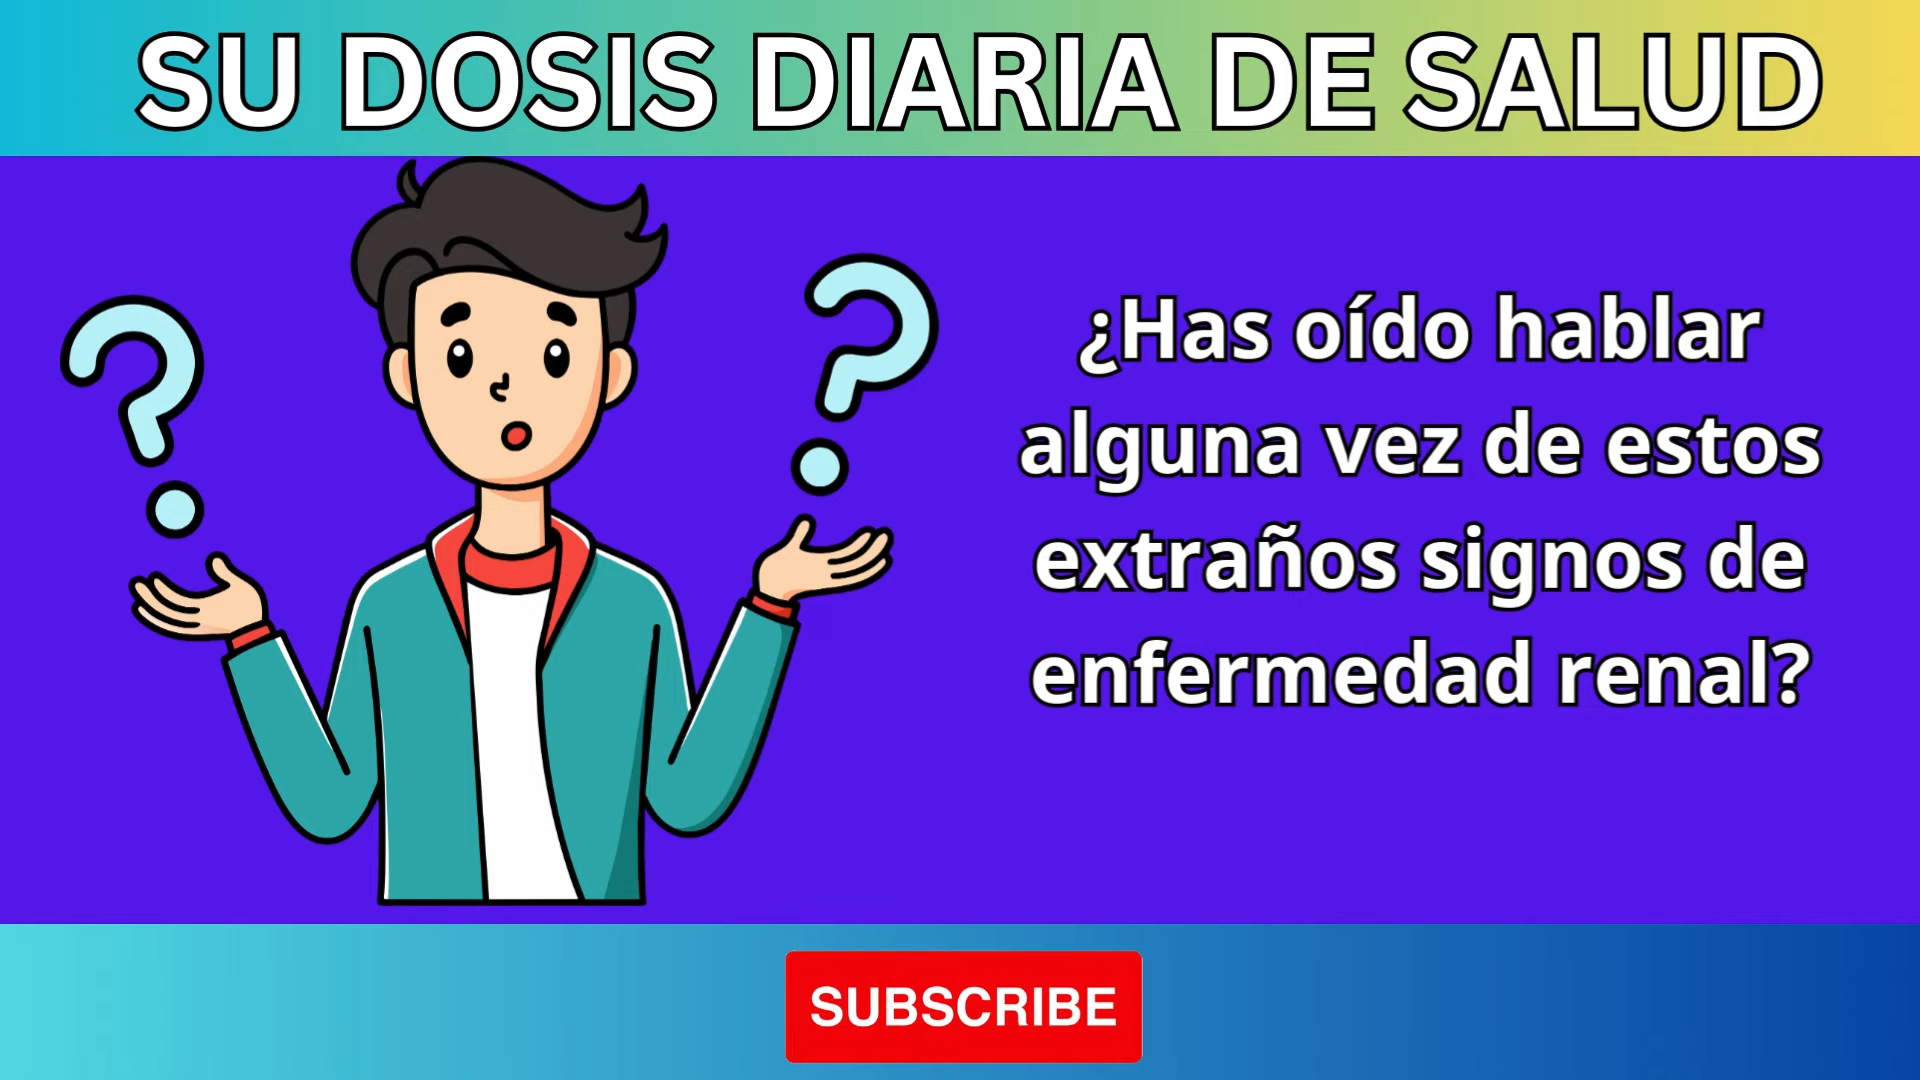 SU DOSIS DIARIA DE SALUD
¿Has oído hablar
alguna vez de estos
extraños signos de
enfermedad renal?
SUBSCRIBE